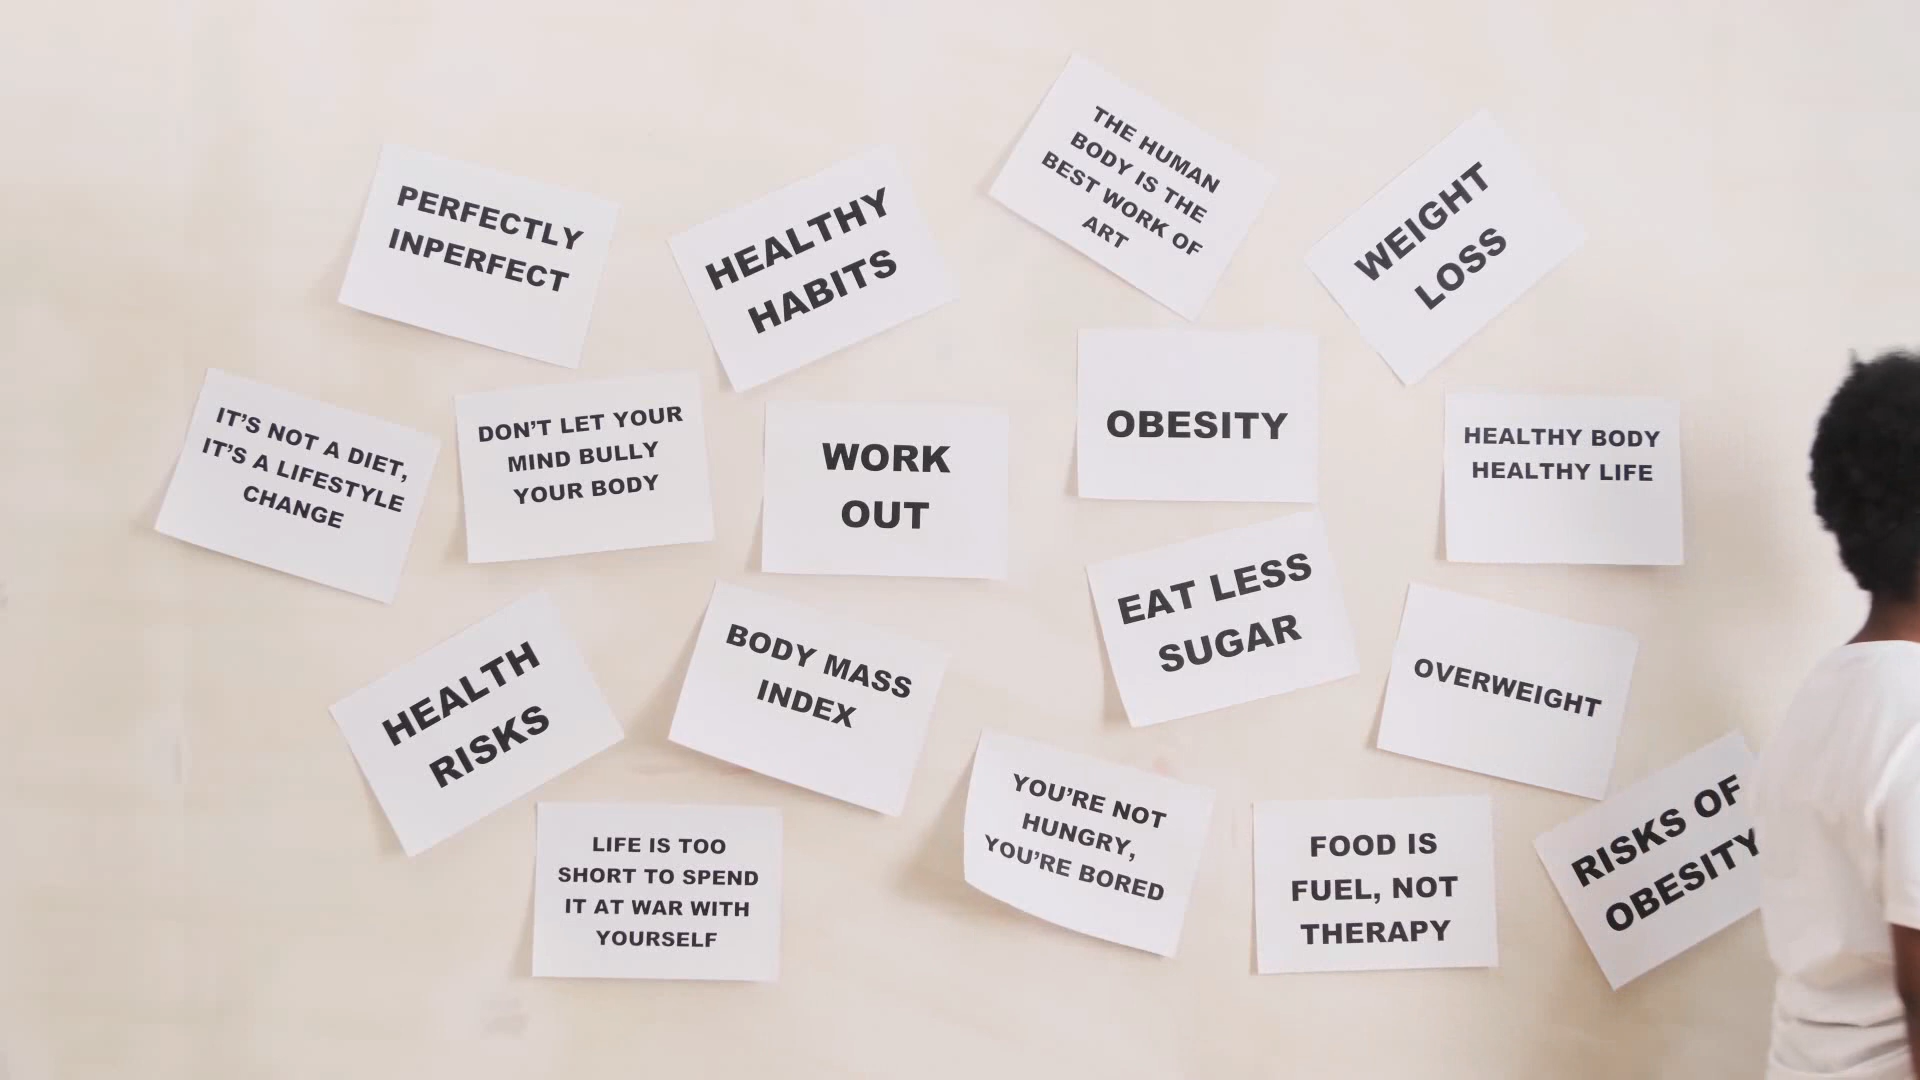 PERFECTLY
INPERFECT
HEALTHY
HABITS
THE HUMAN
BODY IS THE
BEST WORK OF
ART
WEIGHT
LOSS
IT'S NOT A DIET,
IT'S A LIFESTYLE
CHANGE
DON'T LET YOUR
MIND BULLY
YOUR BODY
WORK
OUT
OBESITY
HEALTHY BODY
HEALTHY LIFE
HEALTH
RISKS
BODY MASS
INDEX
EAT LESS
SUGAR
OVERWEIGHT
LIFE IS TOO
SHORT TO SPEND
IT AT WAR WITH
YOURSELF
YOU'RE NOT
HUNGRY,
YOU'RE BORED
FOOD IS
FUEL, NOT
THERAPY
RISKS OF
OBESITY